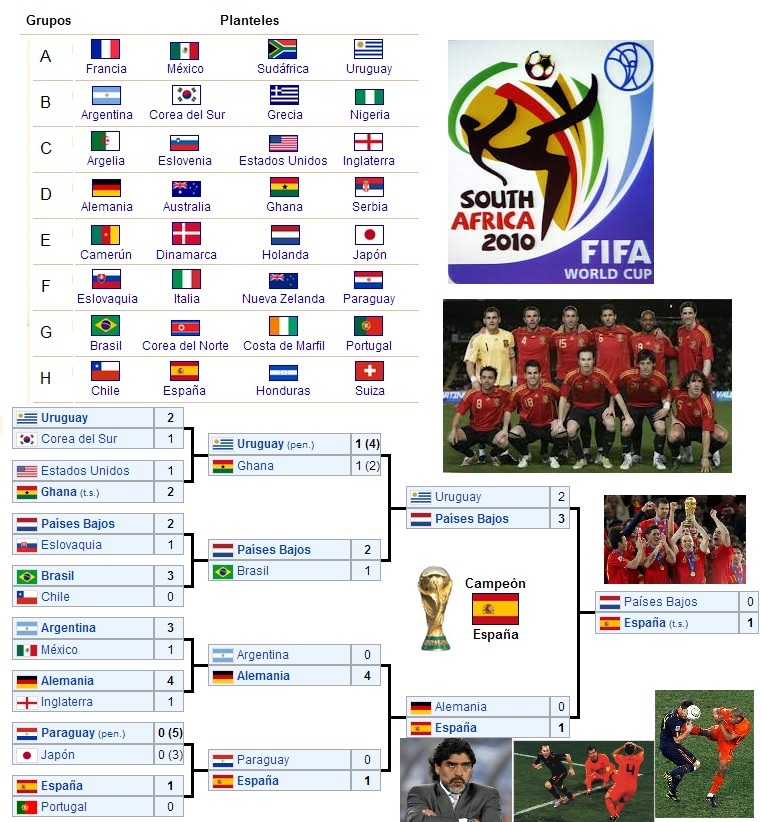 Grupos Planteles
A
Francia México Sudáfrica Uruguay
B
Argentina Corea del Sur Grecia Nigeria
C
Argelia Eslovenia Estados Unidos Inglaterra
D
Alemania Australia Ghana Serbia
E
Camerún Dinamarca Holanda Japón
F
Eslovaquia Italia Nueva Zelanda Paraguay
G
Brasil Corea del Norte Costa de Marfil Portugal
H
Chile España Honduras Suiza
SOUTH
AFRICA
2010
FIFA
WORLD CUP
Uruguay 2
Corea del Sur 1
Estados Unidos 1
Ghana (t.s.) 2
Países Bajos 2
Eslovaquia 1
Brasil 3
Chile 0
Argentina 3
México 1
Alemania 4
Inglaterra 1
Paraguay (pen.) 0 (5)
Japón 0 (3)
España 1
Portugal 0
Uruguay (pen.) 1 (4)
Ghana 1 (2)
Países Bajos 2
Brasil 1
Argentina 0
Alemania 4
Paraguay 0
España 1
Uruguay 2
Países Bajos 3
Alemania 0
España 1
Campeón
España
Países Bajos 0
España (t.s.) 1